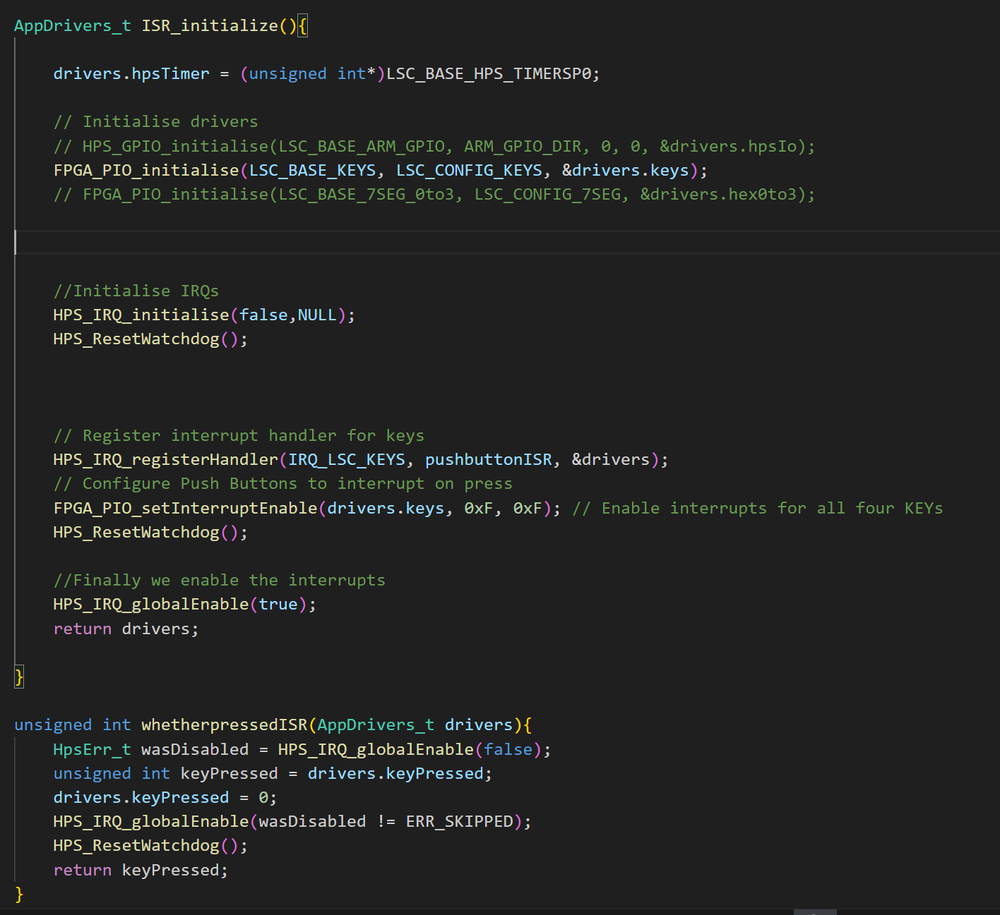 AppDrivers_t ISR_initialize(){
drivers.hpsTimer = (unsigned int*)LSC_BASE_HPS_TIMERSP0;
// Initialise drivers
// HPS_GPIO_initialise(LSC_BASE_ARM_GPIO, ARM_GPIO_DIR, 0, 0, &drivers.hpsIo);
FPGA_PIO_initialise(LSC_BASE_KEYS, LSC_CONFIG_KEYS, &drivers.keys);
// FPGA_PIO_initialise(LSC_BASE_7SEG_0to3, LSC_CONFIG_7SEG, &drivers.hex0to3);
//Initialise IRQs
HPS_IRQ_initialise(false,NULL);
HPS_ResetWatchdog();
// Register interrupt handler for keys
HPS_IRQ_registerHandler(IRQ_LSC_KEYS, pushbuttonISR, &drivers);
// Configure Push Buttons to interrupt on press
FPGA_PIO_setInterruptEnable(drivers.keys, 0xF, 0xF); // Enable interrupts for all four KEYs
HPS_ResetWatchdog();
//Finally we enable the interrupts
HPS_IRQ_globalEnable(true);
return drivers;
}
unsigned int whetherpressedISR(AppDrivers_t drivers){
HpsErr_t wasDisabled = HPS_IRQ_globalEnable(false);
unsigned int keyPressed = drivers.keyPressed;
drivers.keyPressed = 0;
HPS_IRQ_globalEnable(wasDisabled != ERR_SKIPPED);
HPS_ResetWatchdog();
return keyPressed;
}